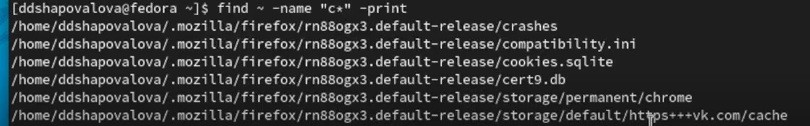 [ddshapovalova@fedora ~]$ find ~ -name "c*" -print
/home/ddshapovalova/.mozilla/firefox/rn88ogx3.default-release/crashes
/home/ddshapovalova/.mozilla/firefox/rn88ogx3.default-release/compatibility.ini
/home/ddshapovalova/.mozilla/firefox/rn88ogx3.default-release/cookies.sqlite
/home/ddshapovalova/.mozilla/firefox/rn88ogx3.default-release/cert9.db
/home/ddshapovalova/.mozilla/firefox/rn88ogx3.default-release/storage/permanent/chrome
/home/ddshapovalova/.mozilla/firefox/rn88ogx3.default-release/storage/default/https+++vk.com/cache